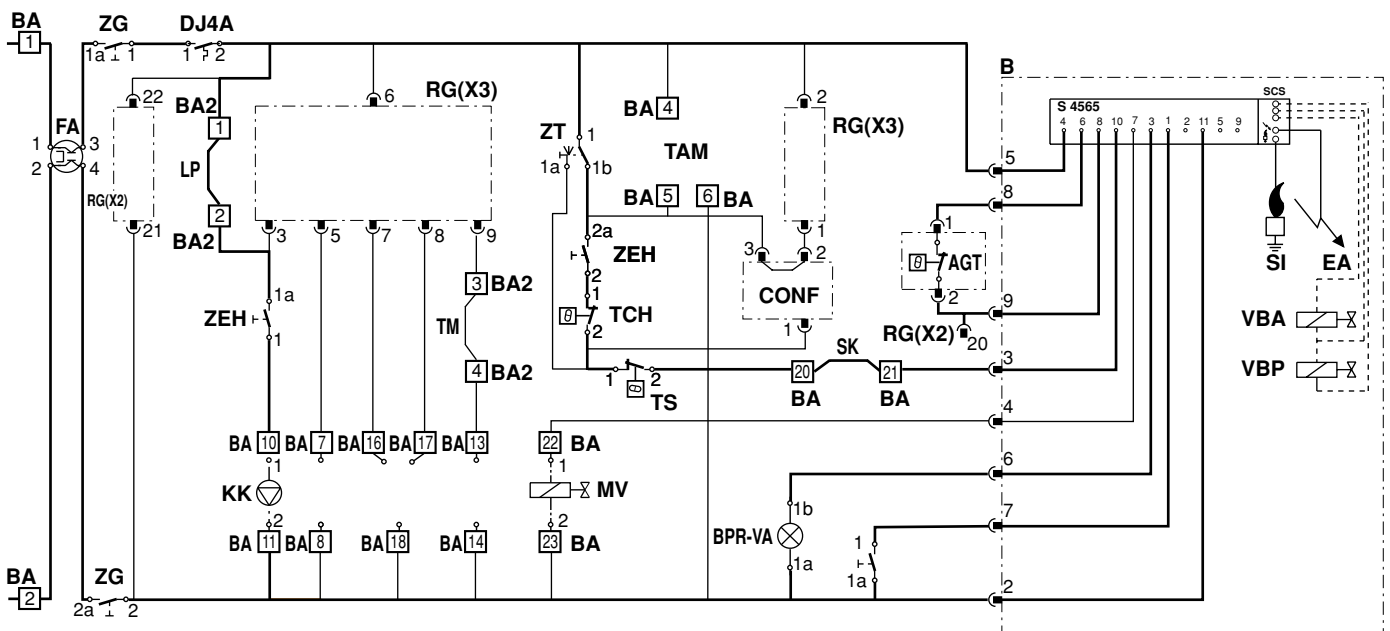 BA ZG DJ4A
1 1a 1 1 2
B
22 6 RG(X3) 2 SCS
BA2 BA 4 S 4565
1 RG(X3) 4 6 8 10 7 3 1 2 11 5 9
FA ZT 1
1 3 LP 1a 1b TAM 5
2 4
RG(X2) 2 BA 5 6 BA 8
21 BA2 3 5 7 8 9 1 1
2a 3 2 AGT SI EA
3 BA2 ZEH θ
1a 2 CONF 2 9
ZEH 1 TCH RG(X2) 20 VBA
1 TM θ 2 1
4 BA2 SK 3 VBP
1 2 20 21
θ TS BA BA
4
BA 10 BA 7 BA 16 17 BA 13 22 BA
1 1 6
KK MV
2 2 1b 7
BA 11 BA 8 BA 18 BA 14 23 BA BPR-VA 1
1a 1a
BA ZG 2
2 2a 2